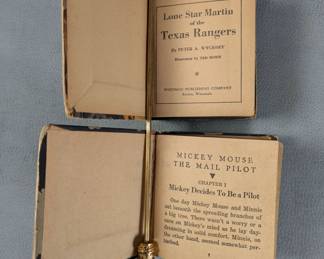 Lone Star Martin
of the
Texas Rangers
By PETER A. WYCKOFF
Illustrated by TED HORN
WHITMAN PUBLISHING COMPANY
Racine, Wisconsin
MICKEY MOUSE
THE MAIL PILOT
CHAPTER I
Mickey Decides To Be a Pilot
One day Mickey Mouse and Minnie
sat beneath the spreading branches of
a big tree. There wasn't a worry or a
care on Mickey's mind as he lay day-
dreaming in solid comfort. Minnie, on
the other hand, seemed somewhat per-
turbed.